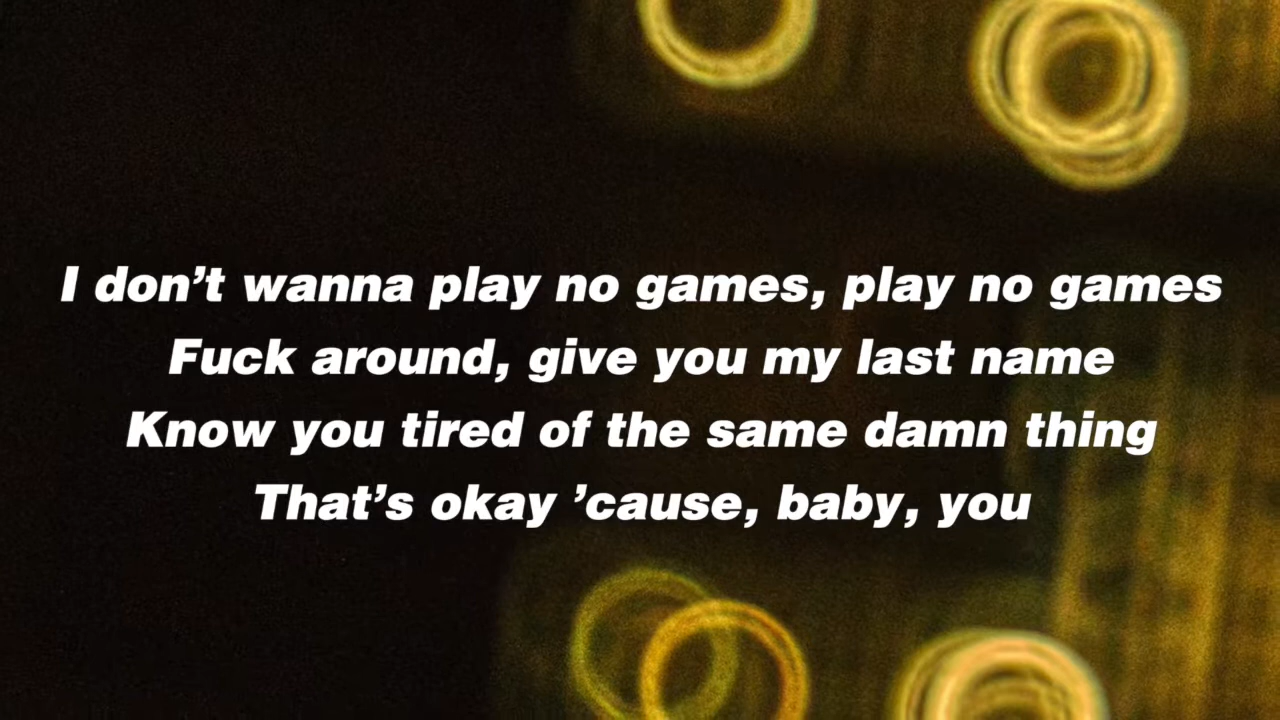 I don’t wanna play no games, play no games
Fuck around, give you my last name
Know you tired of the same damn thing
That’s okay ’cause, baby, you